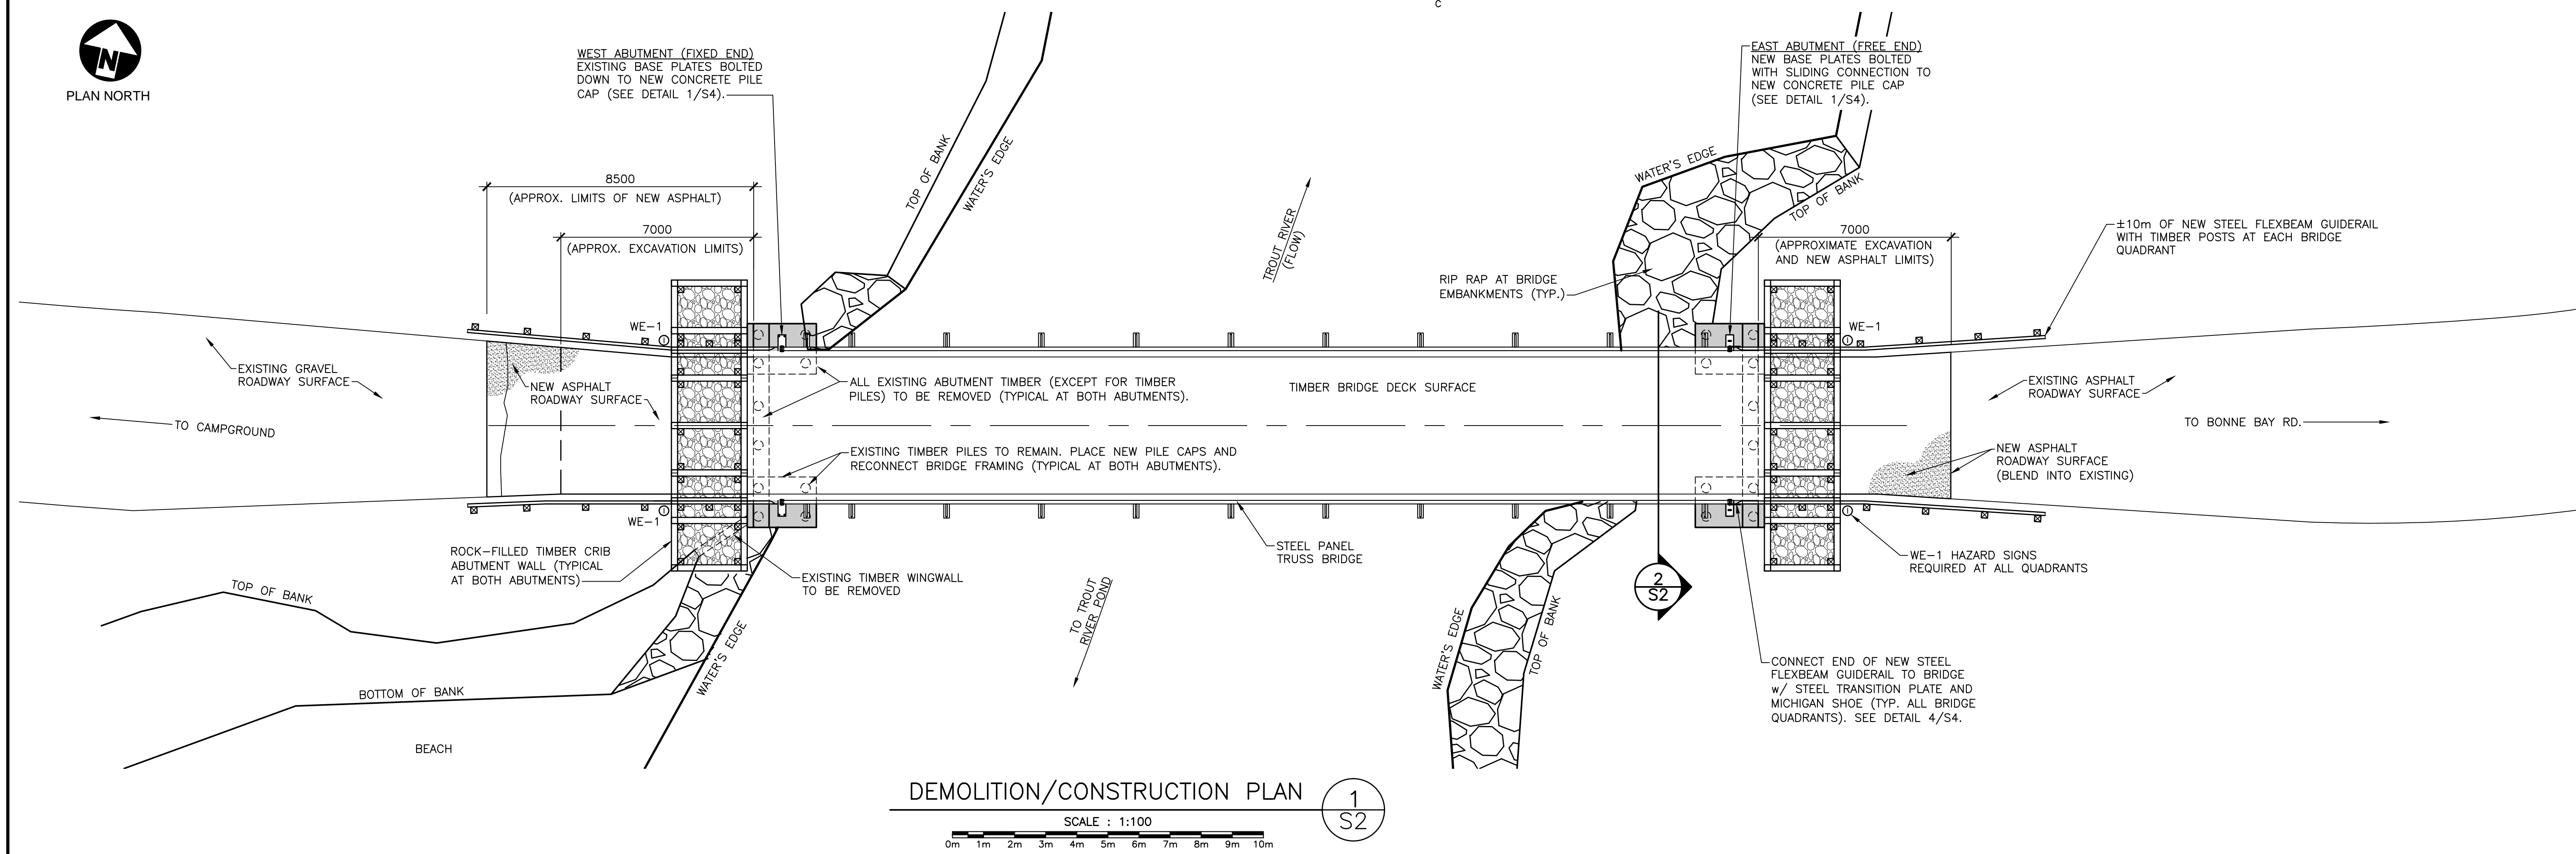 C
N
PLAN NORTH
WEST ABUTMENT (FIXED END)
EXISTING BASE PLATES BOLTED
DOWN TO NEW CONCRETE PILE
CAP (SEE DETAIL 1/S4).
EAST ABUTMENT (FREE END)
NEW BASE PLATES BOLTED
WITH SLIDING CONNECTION TO
NEW CONCRETE PILE CAP
(SEE DETAIL 1/S4).
TOP OF BANK
WATER'S EDGE
WATER'S EDGE
TOP OF BANK
8500
(APPROX. LIMITS OF NEW ASPHALT)
7000
(APPROX. EXCAVATION LIMITS)
TROUT RIVER
(FLOW)
RIP RAP AT BRIDGE
EMBANKMENTS (TYP.)
7000
(APPROXIMATE EXCAVATION
AND NEW ASPHALT LIMITS)
±10m OF NEW STEEL FLEXBEAM GUIDERAIL
WITH TIMBER POSTS AT EACH BRIDGE
QUADRANT
WE-1
WE-1
EXISTING GRAVEL
ROADWAY SURFACE
NEW ASPHALT
ROADWAY SURFACE
ALL EXISTING ABUTMENT TIMBER (EXCEPT FOR TIMBER
PILES) TO BE REMOVED (TYPICAL AT BOTH ABUTMENTS).
TIMBER BRIDGE DECK SURFACE
EXISTING ASPHALT
ROADWAY SURFACE
TO CAMPGROUND
TO BONNE BAY RD.
EXISTING TIMBER PILES TO REMAIN. PLACE NEW PILE CAPS AND
RECONNECT BRIDGE FRAMING (TYPICAL AT BOTH ABUTMENTS).
NEW ASPHALT
ROADWAY SURFACE
(BLEND INTO EXISTING)
WE-1
ROCK-FILLED TIMBER CRIB
ABUTMENT WALL (TYPICAL
AT BOTH ABUTMENTS)
EXISTING TIMBER WINGWALL
TO BE REMOVED
STEEL PANEL
TRUSS BRIDGE
2
S2
WE-1 HAZARD SIGNS
REQUIRED AT ALL QUADRANTS
TOP OF BANK
WATER'S EDGE
TO TROUT
RIVER POND
WATER'S EDGE
TOP OF BANK
CONNECT END OF NEW STEEL
FLEXBEAM GUIDERAIL TO BRIDGE
w/ STEEL TRANSITION PLATE AND
MICHIGAN SHOE (TYP. ALL BRIDGE
QUADRANTS). SEE DETAIL 4/S4.
BOTTOM OF BANK
BEACH
DEMOLITION/CONSTRUCTION PLAN
1
S2
SCALE : 1:100
0m 1m 2m 3m 4m 5m 6m 7m 8m 9m 10m